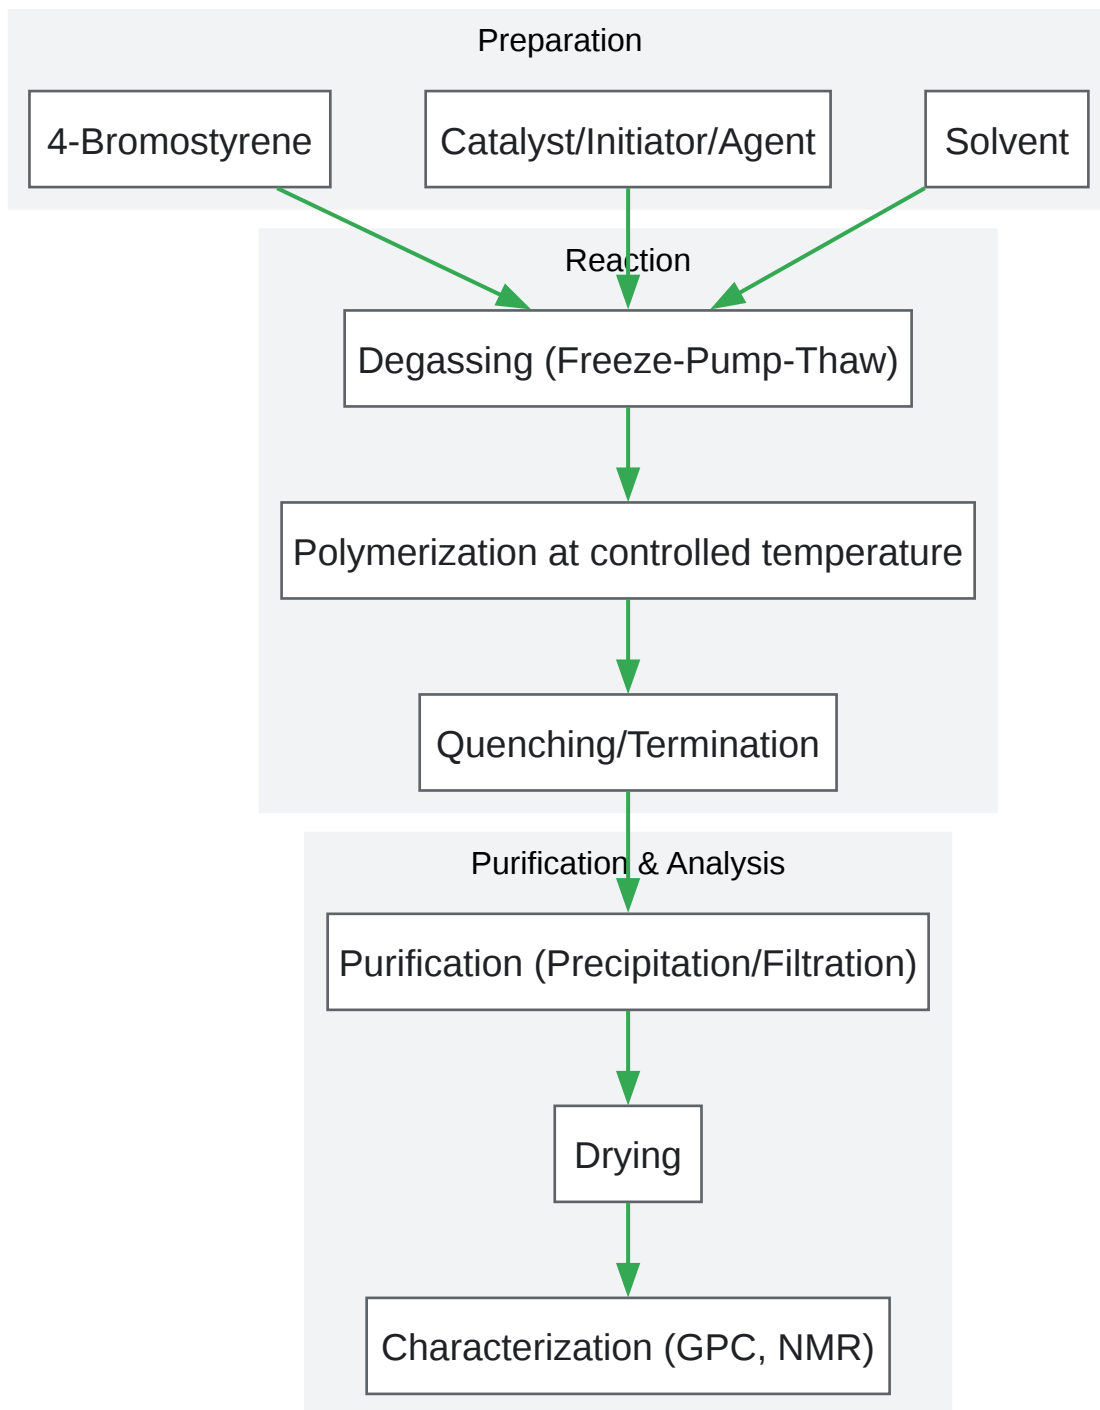 Preparation
4-Bromostyrene
Catalyst/Initiator/Agent
Solvent
Reaction
Degassing (Freeze-Pump-Thaw)
Polymerization at controlled temperature
Quenching/Termination
Purification & Analysis
Purification (Precipitation/Filtration)
Drying
Characterization (GPC, NMR)